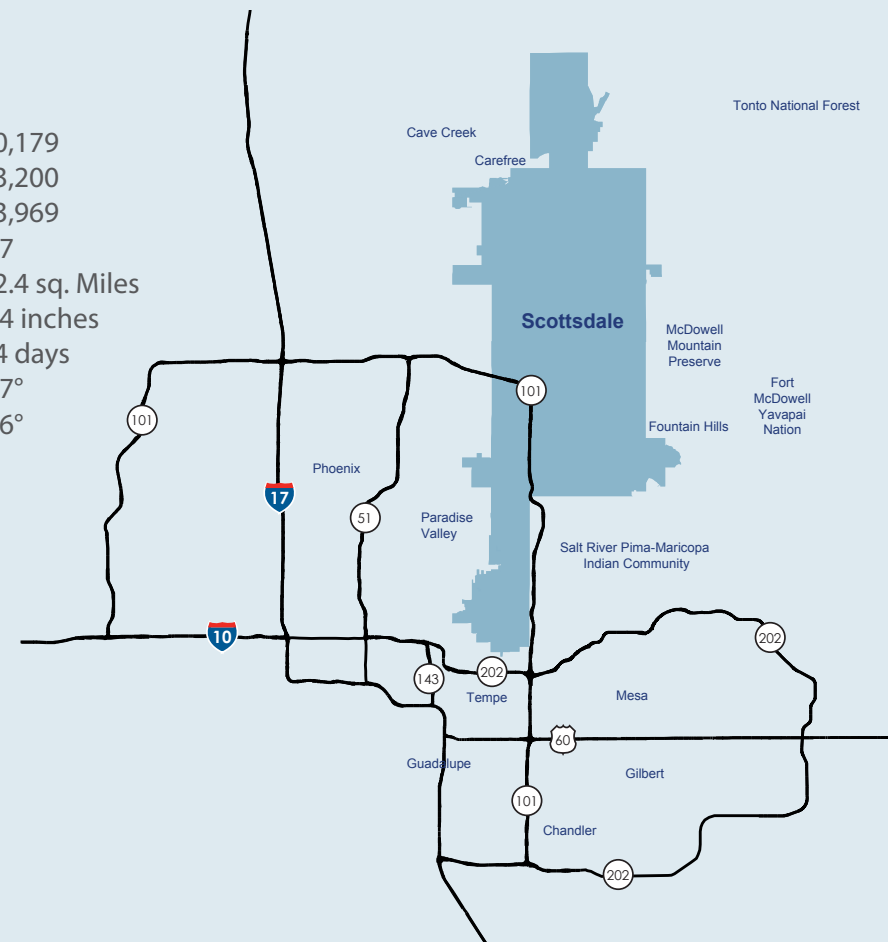 0,179
3,200
3,969
7
2.4 sq. Miles
4 inches
4 days
7°
6°
Tonto National Forest
Cave Creek
Carefree
Scottsdale
McDowell
Mountain
Preserve
Fort
McDowell
Yavapai
Nation
101
101
Fountain Hills
Phoenix
17
51
Paradise
Valley
Salt River Pima-Maricopa
Indian Community
10
202
143
202
Tempe
Mesa
60
Guadalupe
Gilbert
101
Chandler
202